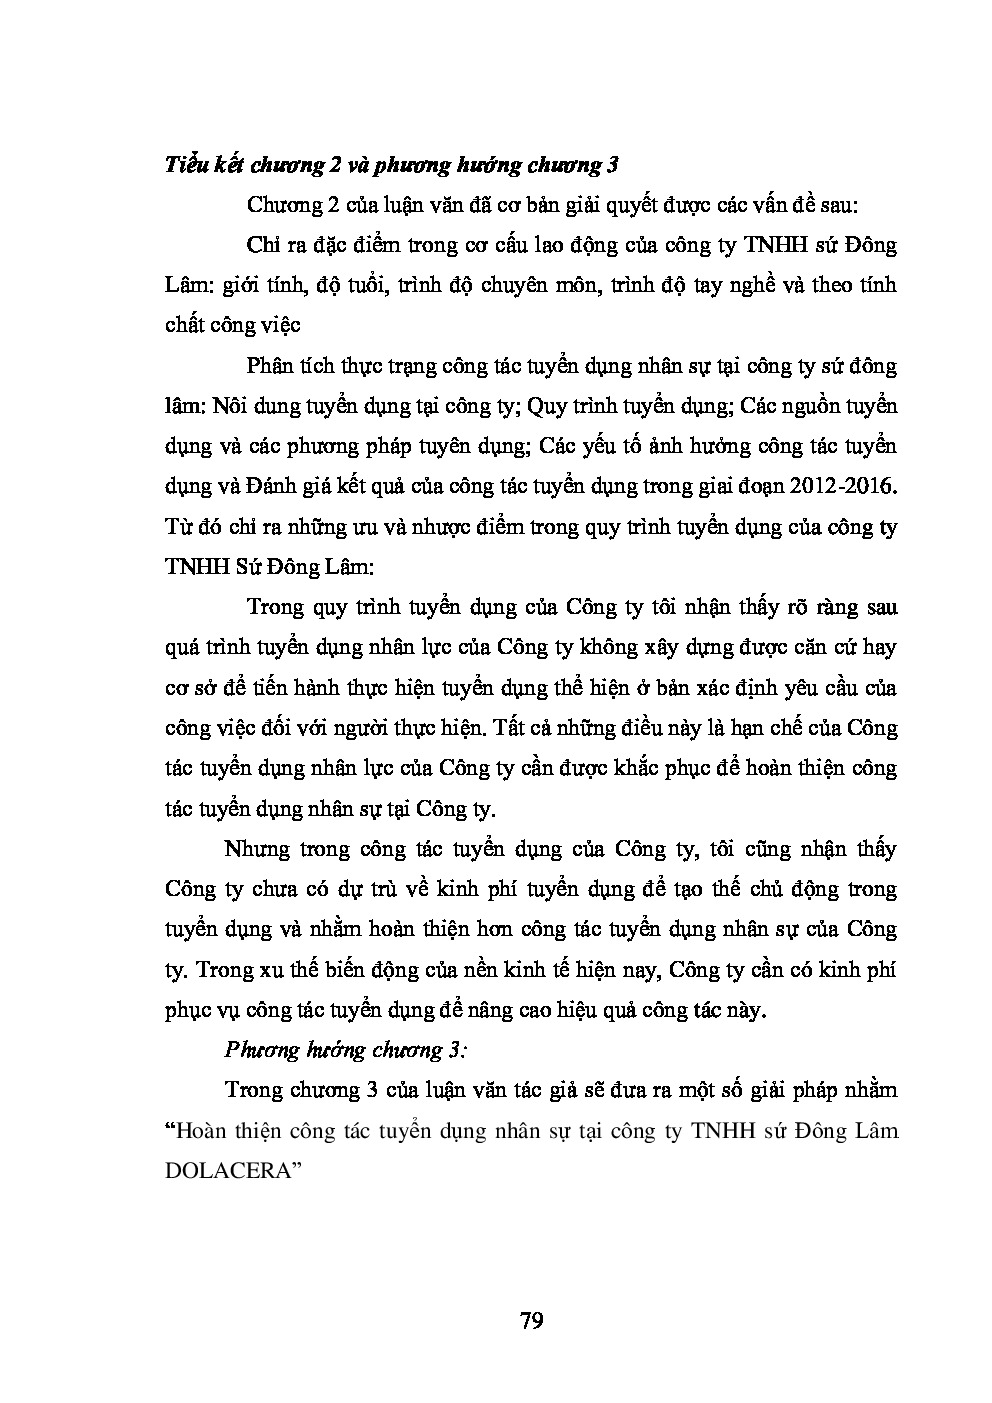 Tiểu kết chương 2 và phương hướng chương 3
Chương 2 của luận văn đã cơ bản giải quyết được các vấn đề sau:
Chỉ ra đặc điểm trong cơ cấu lao động của công ty TNHH sứ Đông
Lâm: giới tính, độ tuổi, trình độ chuyên môn, trình độ tay nghề và theo tính
chất công việc
Phân tích thực trạng công tác tuyển dụng nhân sự tại công ty sứ đông
lâm: Nôi dung tuyển dụng tại công ty; Quy trình tuyển dụng; Các nguồn tuyển
dụng và các phương pháp tuyên dụng; Các yếu tố ảnh hưởng công tác tuyển
dụng và Đánh giá kết quả của công tác tuyển dụng trong giai đoạn 2012-2016.
Từ đó chỉ ra những ưu và nhược điểm trong quy trình tuyển dụng của công ty
TNHH Sứ Đông Lâm:
Trong quy trình tuyển dụng của Công ty tôi nhận thấy rõ ràng sau
quá trình tuyển dụng nhân lực của Công ty không xây dựng được căn cứ hay
cơ sở để tiến hành thực hiện tuyển dụng thể hiện ở bản xác định yêu cầu của
công việc đối với người thực hiện. Tất cả những điều này là hạn chế của Công
tác tuyển dụng nhân lực của Công ty cần được khắc phục để hoàn thiện công
tác tuyển dụng nhân sự tại Công ty.
Nhưng trong công tác tuyển dụng của Công ty, tôi cũng nhận thấy
Công ty chưa có dự trù về kinh phí tuyển dụng để tạo thế chủ động trong
tuyển dụng và nhằm hoàn thiện hơn công tác tuyển dụng nhân sự của Công
ty. Trong xu thế biến động của nền kinh tế hiện nay, Công ty cần có kinh phí
phục vụ công tác tuyển dụng để nâng cao hiệu quả công tác này.
Phương hướng chương 3:
Trong chương 3 của luận văn tác giả sẽ đưa ra một số giải pháp nhằm
“Hoàn thiện công tác tuyển dụng nhân sự tại công ty TNHH sứ Đông Lâm
DOLACERA”
79